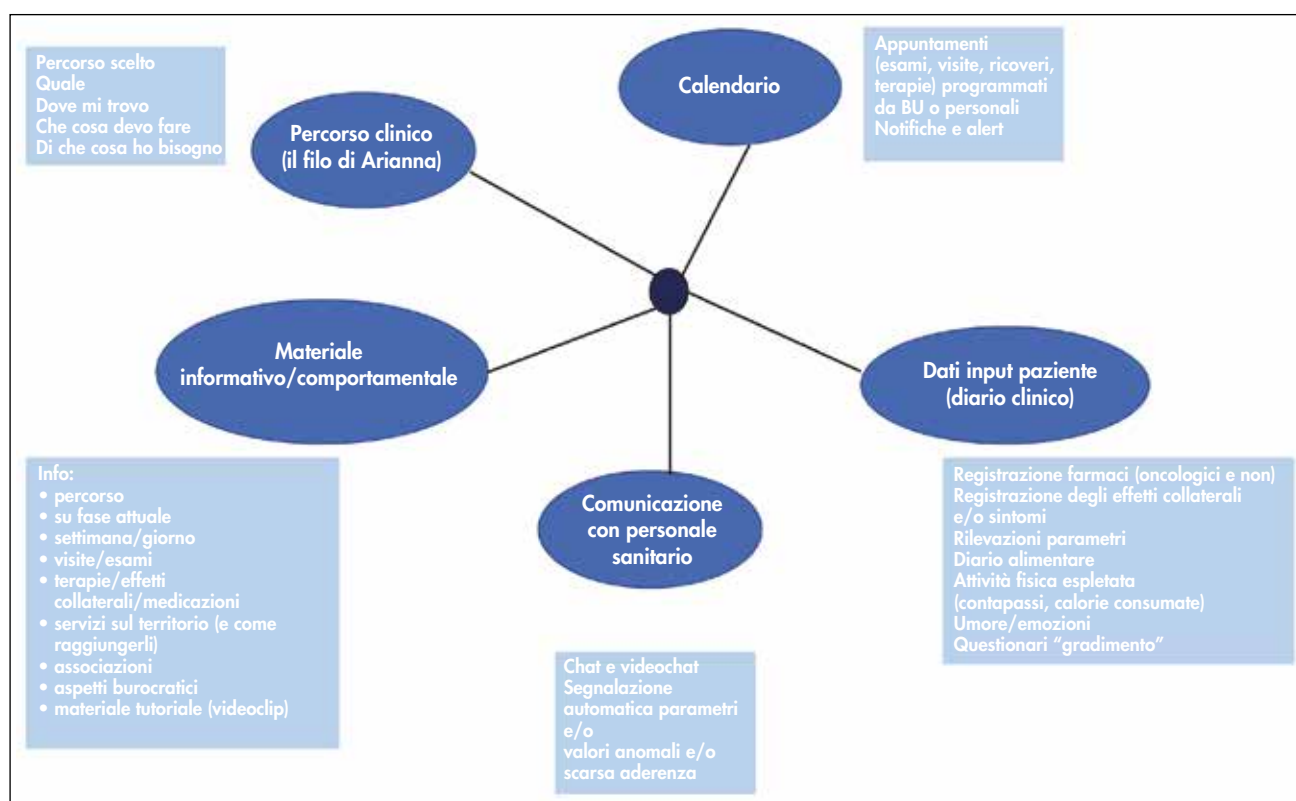 Percorso scelto
Quale
Dove mi trovo
Che cosa devo fare
Di che cosa ho bisogno
Percorso clinico
(il filo di Arianna)
Calendario
Appuntamenti
(esami, visite, ricoveri,
terapie) programmati
da BU o personali
Notifiche e alert
Materiale
informativo/comportamentale
Dati input paziente
(diario clinico)
Info:
• percorso
• su fase attuale
• settimana/giorno
• visite/esami
• terapie/effetti
collaterali/medicazioni
• servizi sul territorio (e come
raggiungerli)
• associazioni
• aspetti burocratici
• materiale tutoriale (videoclip)
Comunicazione
con personale
sanitario
Chat e videochat
Segnalazione
automatica parametri
e/o
valori anomali e/o
scarsa aderenza
Registrazione farmaci (oncologici e non)
Registrazione degli effetti collaterali
e/o sintomi
Rilevazioni parametri
Diario alimentare
Attività fisica espletata
(contapassi, calorie consumate)
Umore/emozioni
Questionari “gradimento”